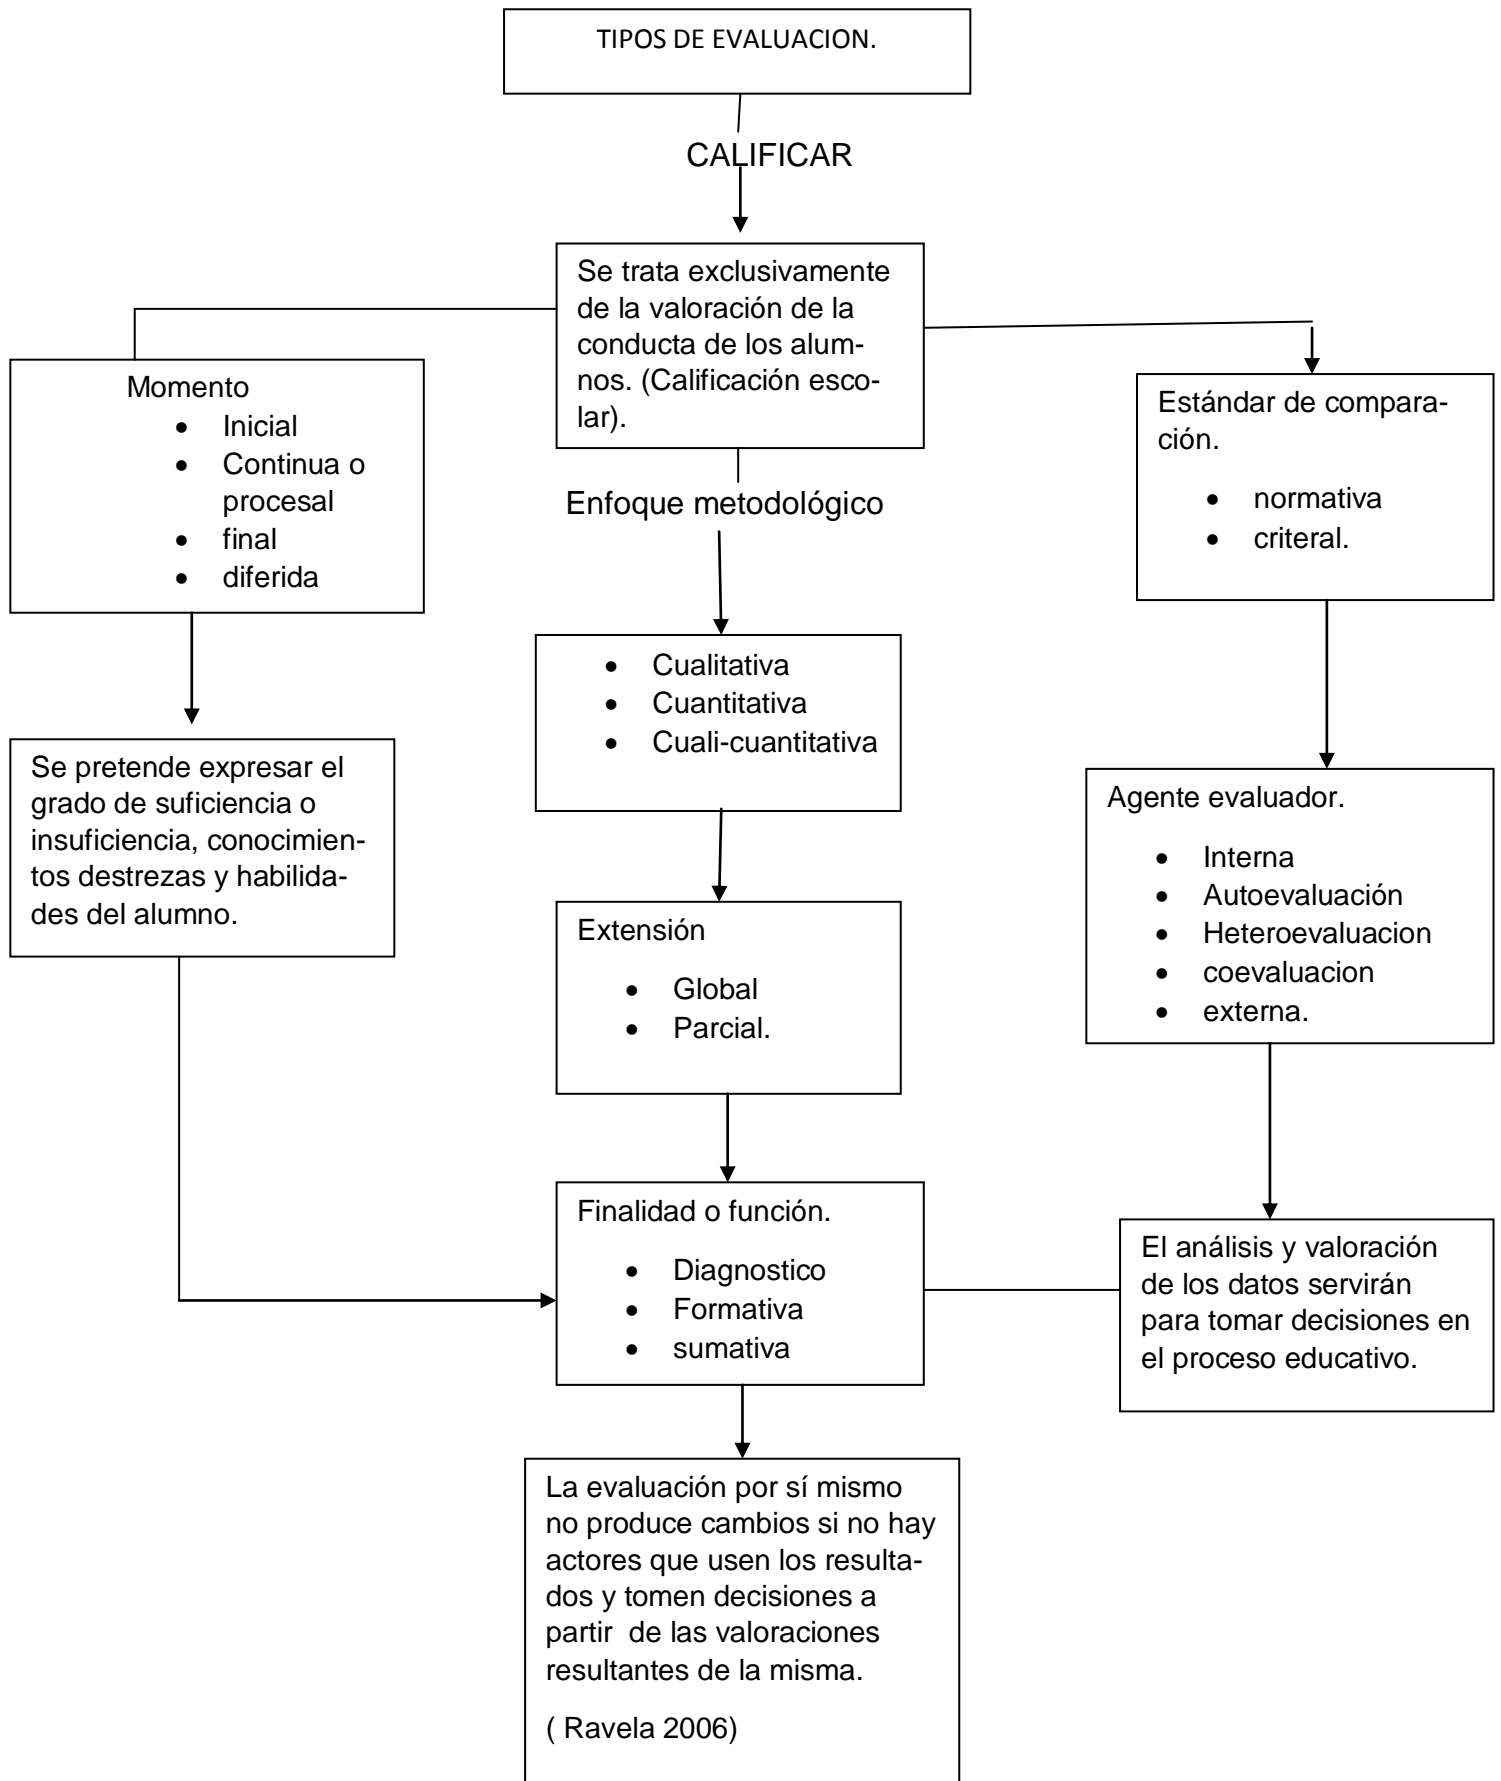 TIPOS DE EVALUACION.
CALIFICAR
Se trata exclusivamente
de la valoración de la
conducta de los alum-
nos. (Calificación esco-
lar).
Momento
• Inicial
• Continua o
procesal
• final
• diferida
Estándar de compara-
ción.
• normativa
• criteral.
Enfoque metodológico
• Cualitativa
• Cuantitativa
• Cuali-cuantitativa
Se pretende expresar el
grado de suficiencia o
insuficiencia, conocimien-
tos destrezas y habilida-
des del alumno.
Agente evaluador.
• Interna
• Autoevaluación
• Heteroevaluacion
• coevaluacion
• externa.
Extensión
• Global
• Parcial.
Finalidad o función.
• Diagnostico
• Formativa
• sumativa
El análisis y valoración
de los datos servirán
para tomar decisiones en
el proceso educativo.
La evaluación por sí mismo
no produce cambios si no hay
actores que usen los resulta-
dos y tomen decisiones a
partir  de las valoraciones
resultantes de la misma.
( Ravela 2006)